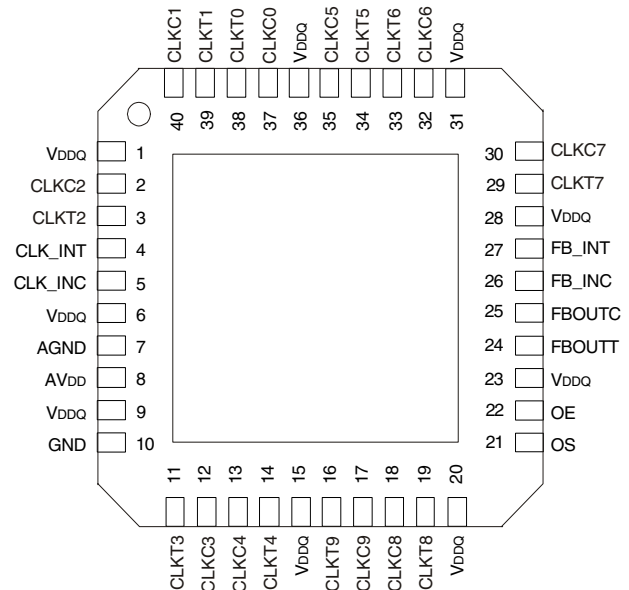 CLKC1 CLKT1 CLKT0 CLKC0 VDDQ CLKC5 CLKT5 CLKT6 CLKC6 VDDQ
40 39 38 37 36 35 34 33 32 31
VDDQ 1
CLKC2 2
CLKT2 3
CLK_INT 4
CLK_INC 5
VDDQ 6
AGND 7
AVDD 8
VDDQ 9
GND 10
30 CLKC7
29 CLKT7
28 VDDQ
27 FB_INT
26 FB_INC
25 FBOUTC
24 FBOUTT
23 VDDQ
22 OE
21 OS
11 12 13 14 15 16 17 18 19 20
CLKT3 CLKC3 CLKC4 CLKT4 VDDQ CLKT9 CLKC9 CLKC8 CLKT8 VDDQ